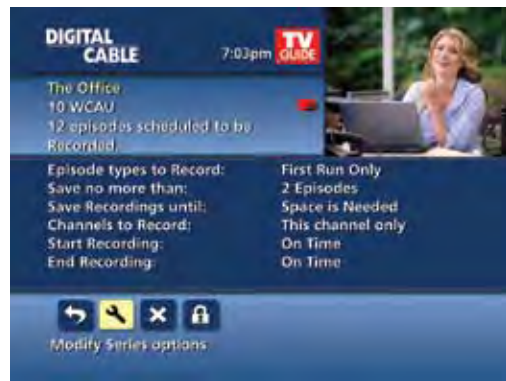 DIGITAL
CABLE
7:03pm
TV
GUIDE
The Office
10 WCAU
12 episodes scheduled to be
Recorded.
Episode types to Record: First Run Only
Save no more than: 2 Episodes
Save Recordings until: Space is Needed
Channels to Record: This channel only
Start Recording: On Time
End Recording: On Time
Modify Series options